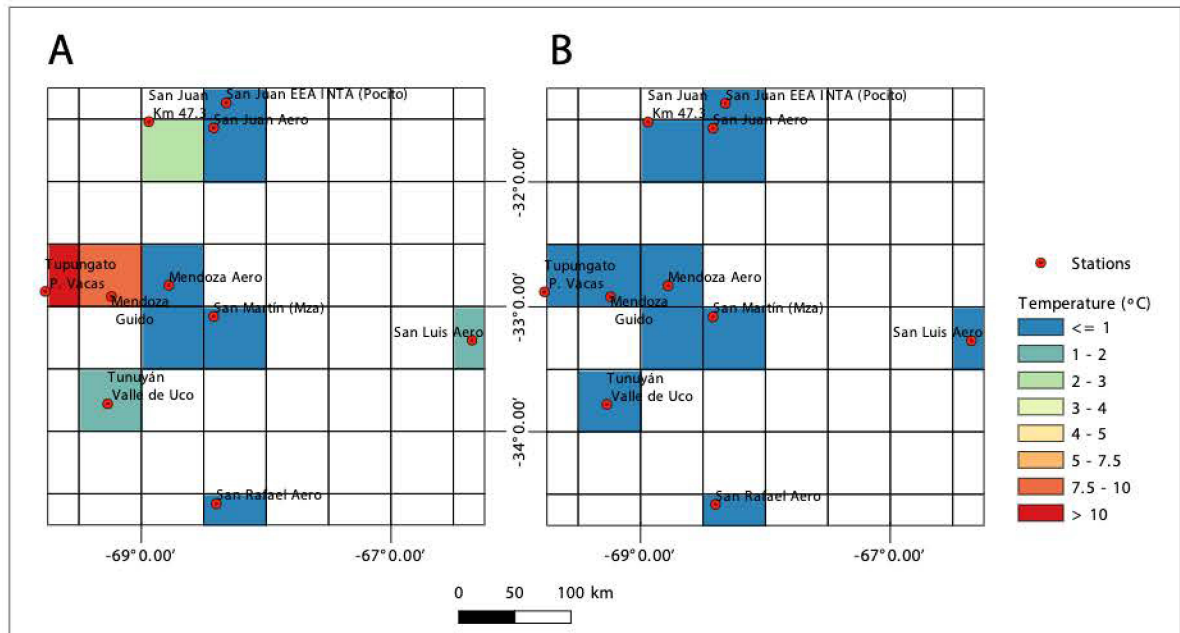 A
San Juan
Km 47.3
San Juan EEA INTA (Pocito)
San Juan Aero
Tupungato
P. Vacas
Mendoza
Guido
Mendoza Aero
San Martín (Mza)
San Luis Aero
Tunuyán
Valle de Uco
San Rafael Aero
-69°0.00'
-67°0.00'
-32°0.00'
-33°0.00'
-34°0.00'
B
San Juan
Km 47.3
San Juan EEA INTA (Pocito)
San Juan Aero
Tupungato
P. Vacas
Mendoza
Guido
Mendoza Aero
San Martín (Mza)
San Luis Aero
Tunuyán
Valle de Uco
San Rafael Aero
-69°0.00'
-67°0.00'
Stations
Temperature (ºC)
<= 1
1 - 2
2 - 3
3 - 4
4 - 5
5 - 7.5
7.5 - 10
> 10
0 50 100 km